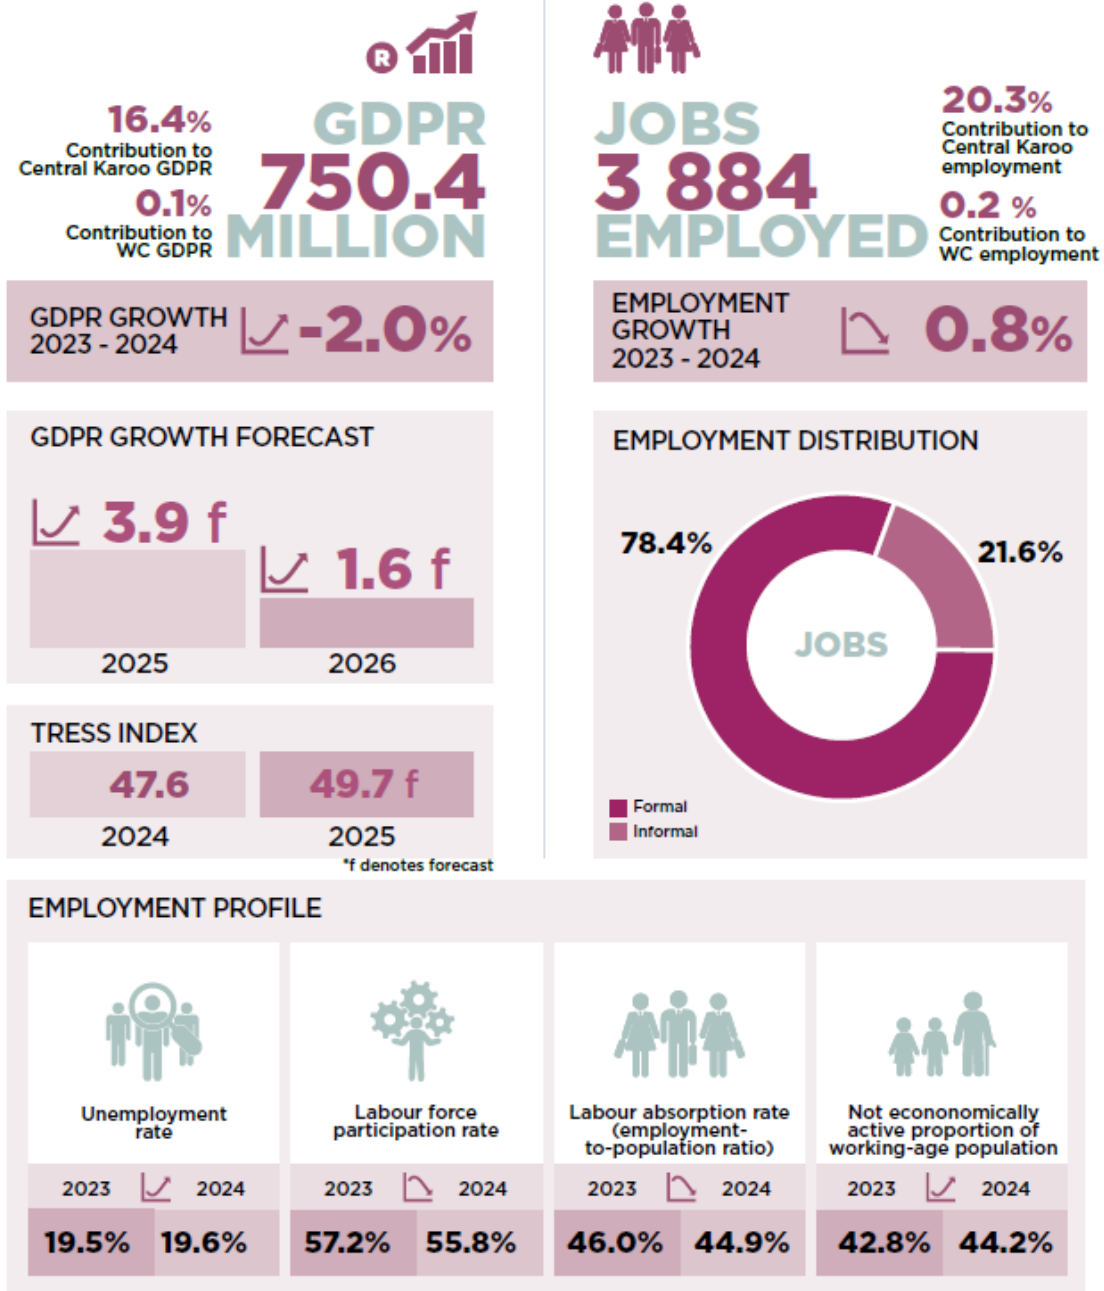 R
16.4%
Contribution to
Central Karoo GDPR
0.1%
Contribution to
WC GDPR
GDPR
750.4
MILLION
JOBS
3 884
EMPLOYED
20.3%
Contribution to
Central Karoo
employment
0.2 %
Contribution to
WC employment
GDPR GROWTH
2023 - 2024
-2.0%
EMPLOYMENT
GROWTH
2023 - 2024
0.8%
GDPR GROWTH FORECAST
3.9 f
1.6 f
2025
2026
TRESS INDEX
47.6
49.7 f
2024
2025
*f denotes forecast
EMPLOYMENT DISTRIBUTION
78.4%
21.6%
JOBS
Formal
Informal
EMPLOYMENT PROFILE
Unemployment
rate
2023 2024
19.5% 19.6%
Labour force
participation rate
2023 2024
57.2% 55.8%
Labour absorption rate
(employment-
to-population ratio)
2023 2024
46.0% 44.9%
Not econonomically
active proportion of
working-age population
2023 2024
42.8% 44.2%